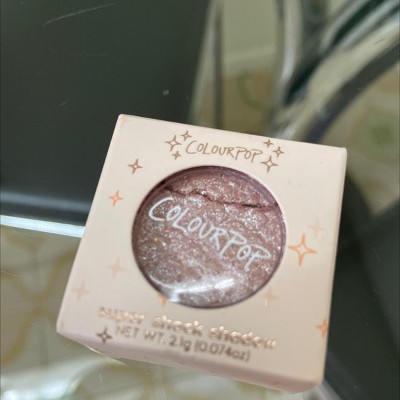 COLOURPOP
COLOURPOP
super shock shadow
NET WT. 2.1g (0.074oz)